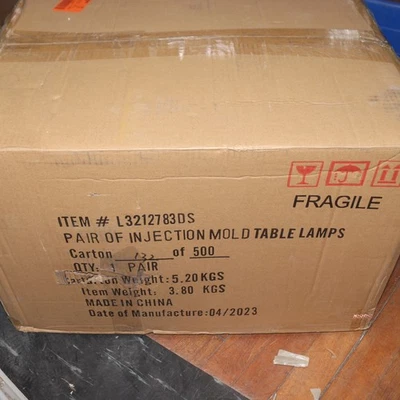 FRAGILE
ITEM # L3212783DS
PAIR OF INJECTION MOLD TABLE LAMPS
Carton of 500
QTY: 1 PAIR
Weight: 5.20 KGS
Item Weight: 3.80 KGS
MADE IN CHINA
Date of Manufacture: 04/2023